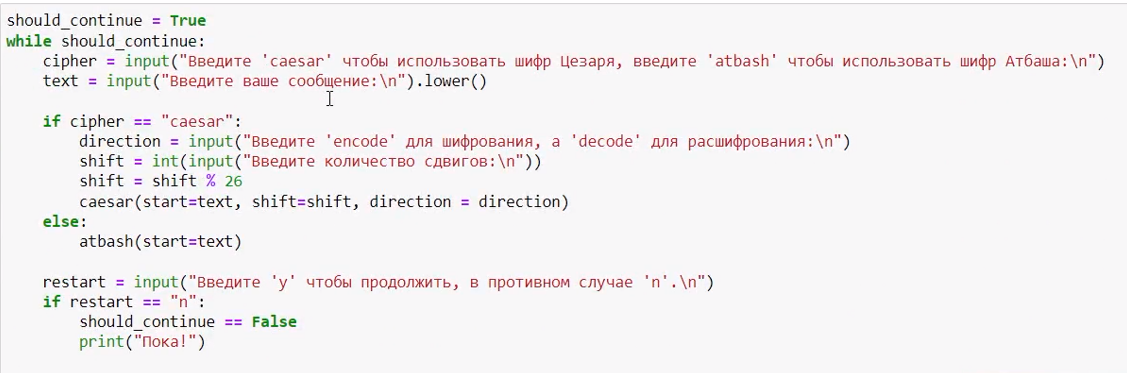 should_continue = True
while should_continue:
    cipher = input("Введите 'caesar' чтобы использовать шифр Цезаря, введите 'atbash' чтобы использовать шифр Атбаша:\n")
    text = input("Введите ваше сообщение:\n").lower()
    if cipher == "caesar":
        direction = input("Введите 'encode' для шифрования, а 'decode' для расшифрования:\n")
        shift = int(input("Введите количество сдвигов:\n"))
        shift = shift % 26
        caesar(start=text, shift=shift, direction = direction)
    else:
        atbash(start=text)
    restart = input("Введите 'y' чтобы продолжить, в противном случае 'n'.\n")
    if restart == "n":
        should_continue == False
        print("Пока!")